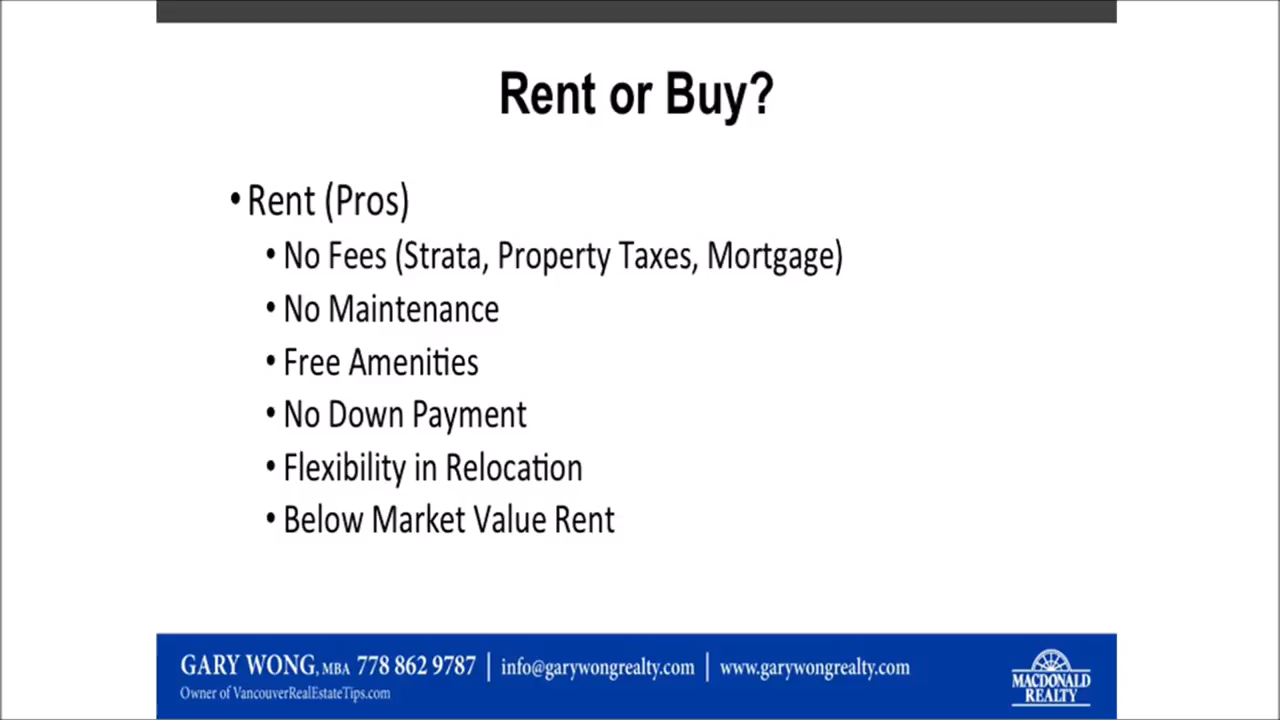 Rent or Buy?
• Rent (Pros)
• No Fees (Strata, Property Taxes, Mortgage)
• No Maintenance
• Free Amenities
• No Down Payment
• Flexibility in Relocation
• Below Market Value Rent
GARY WONG, MBA 778 862 9787 | info@garywongrealty.com | www.garywongrealty.com
Owner of VancouverRealEstateTips.com
MACDONALD
REALTY